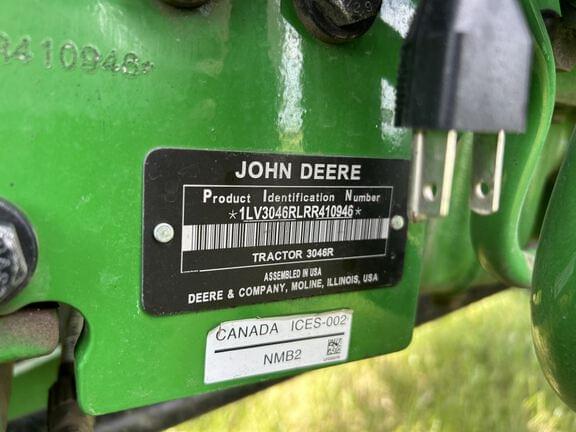 R410946*
JOHN DEERE
Product Identification Number
*1LV3046RLRR410946*
TRACTOR 3046R
ASSEMBLED IN USA
DEERE & COMPANY, MOLINE, ILLINOIS, USA
CANADA ICES-002
NMB2